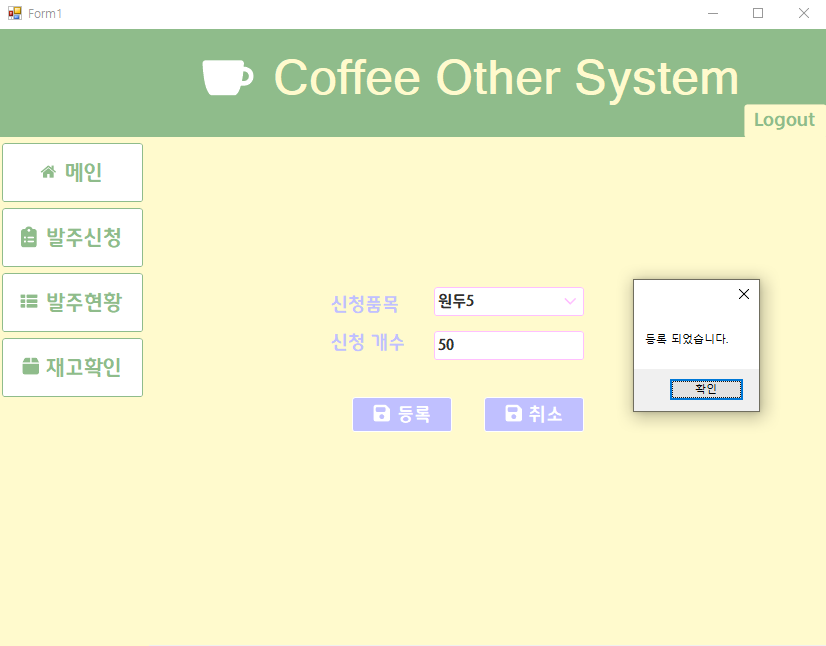 Form1
Coffee Other System
Logout
메인
발주신청
발주현황
재고확인
신청품목
원두5
신청 개수
50
등록
취소
등록 되었습니다.
확인